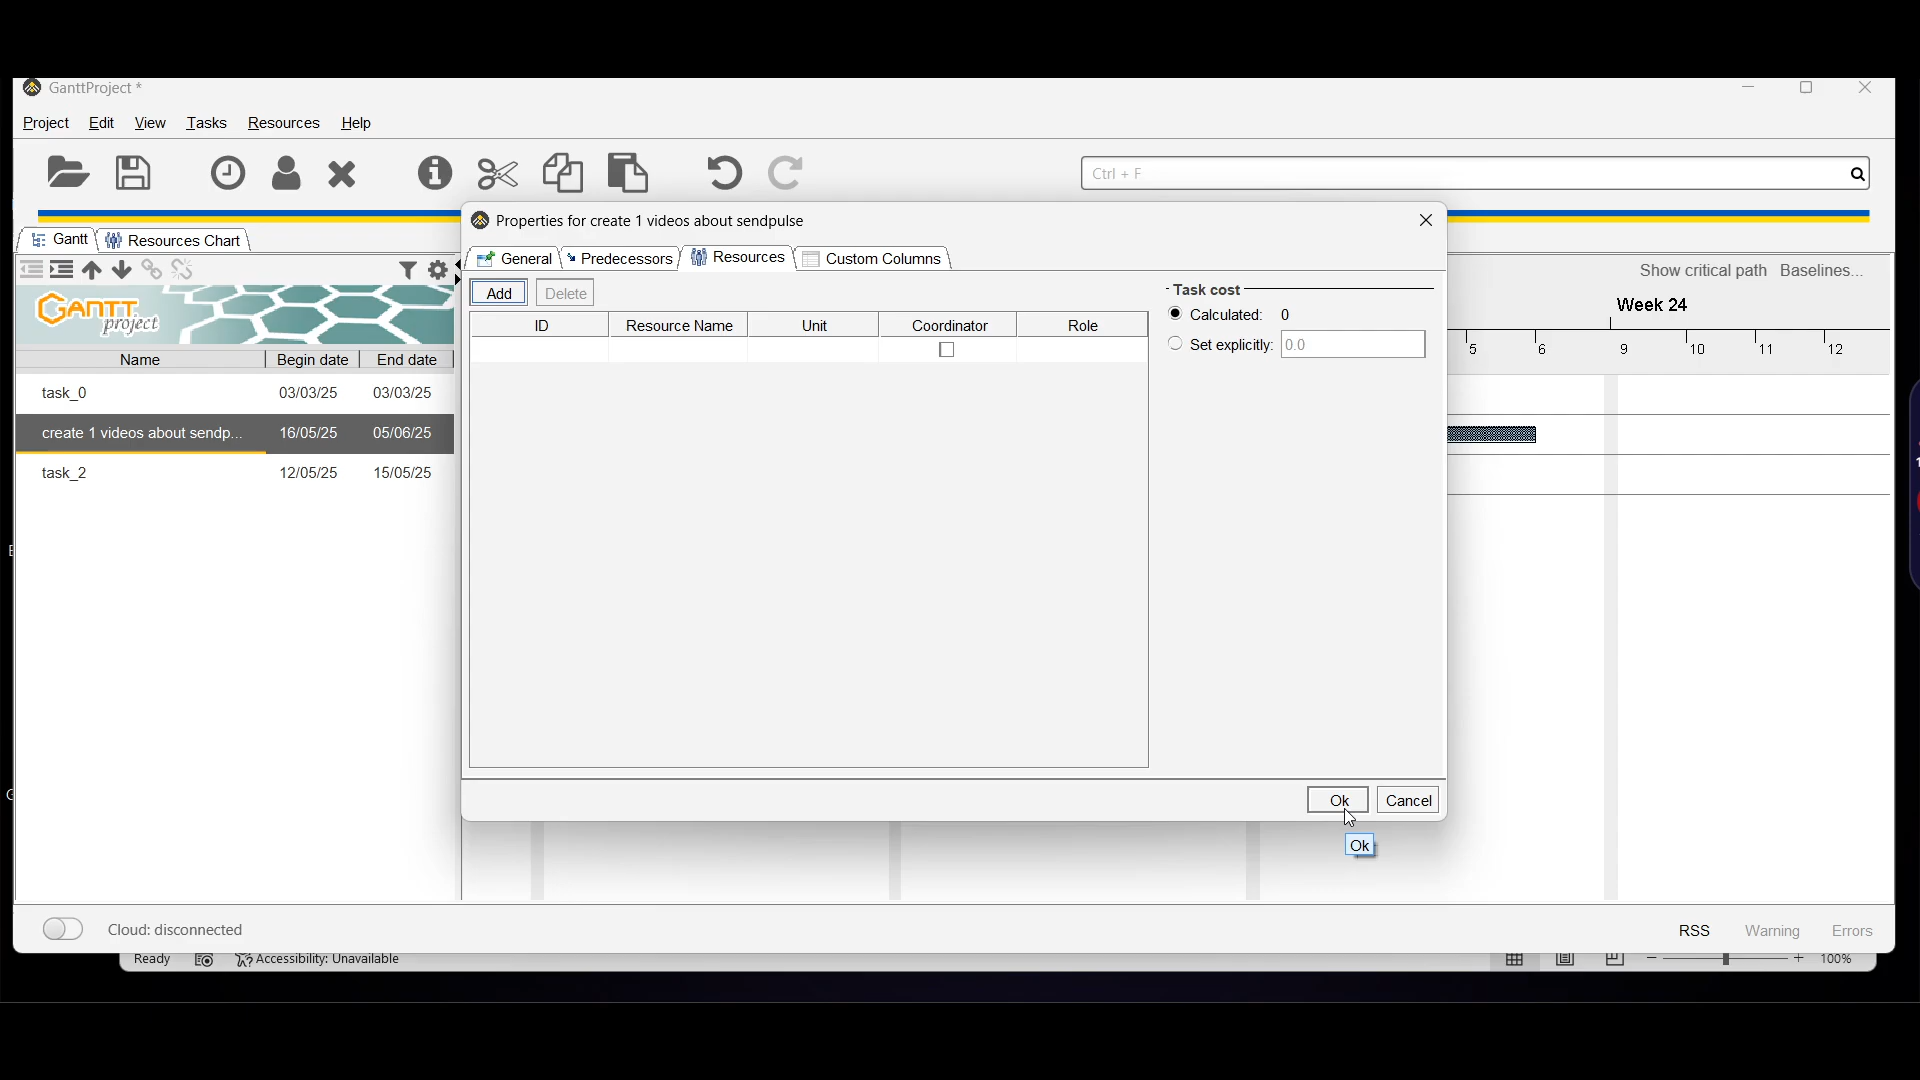 GanttProject *
Project Edit View Tasks Resources Help
Ctrl + F
Properties for create 1 videos about sendpulse
Gantt Resources Chart
General Predecessors Resources Custom Columns
Show critical path Baselines...
Add Delete
Task cost
GANTT project
Week 24
Calculated: 0
ID Resource Name Unit Coordinator Role
Set explicitly: 0.0
5 6 9 10 11 12
Name Begin date End date
task_0 03/03/25 03/03/25
create 1 videos about sendp... 16/05/25 05/06/25
task_2 12/05/25 15/05/25
Ok Cancel
Ok
Cloud: disconnected
RSS Warning Errors
Ready Accessibility: Unavailable
100%